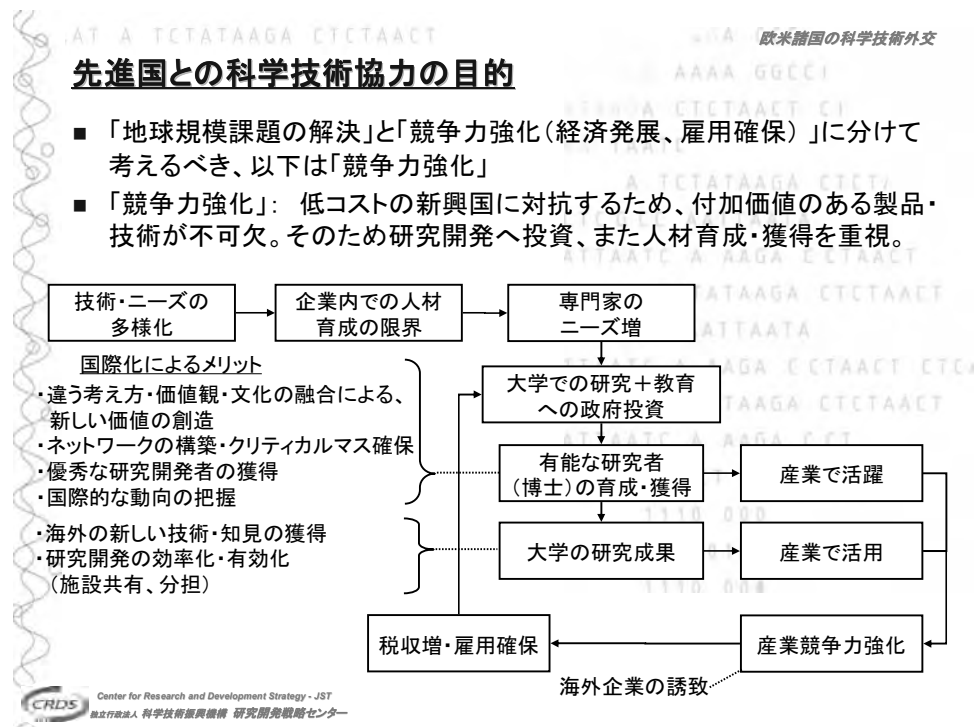 欧米諸国の科学技術外交
先進国との科学技術協力の目的
■ 「地球規模課題の解決」と「競争力強化（経済発展、雇用確保）」に分けて
考えるべき、以下は「競争力強化」
■ 「競争力強化」： 低コストの新興国に対抗するため、付加価値のある製品・
技術が不可欠。そのため研究開発へ投資、また人材育成・獲得を重視。
技術・ニーズの
多様化
企業内での人材
育成の限界
専門家の
ニーズ増
国際化によるメリット
・違う考え方・価値観・文化の融合による、
新しい価値の創造
・ネットワークの構築・クリティカルマス確保
・優秀な研究開発者の獲得
・国際的な動向の把握
・海外の新しい技術・知見の獲得
・研究開発の効率化・有効化
（施設共有、分担）
大学での研究＋教育
への政府投資
有能な研究者
（博士）の育成・獲得
産業で活躍
大学の研究成果
産業で活用
税収増・雇用確保
産業競争力強化
海外企業の誘致
CRDS
Center for Research and Development Strategy - JST
独立行政法人 科学技術振興機構 研究開発戦略センター